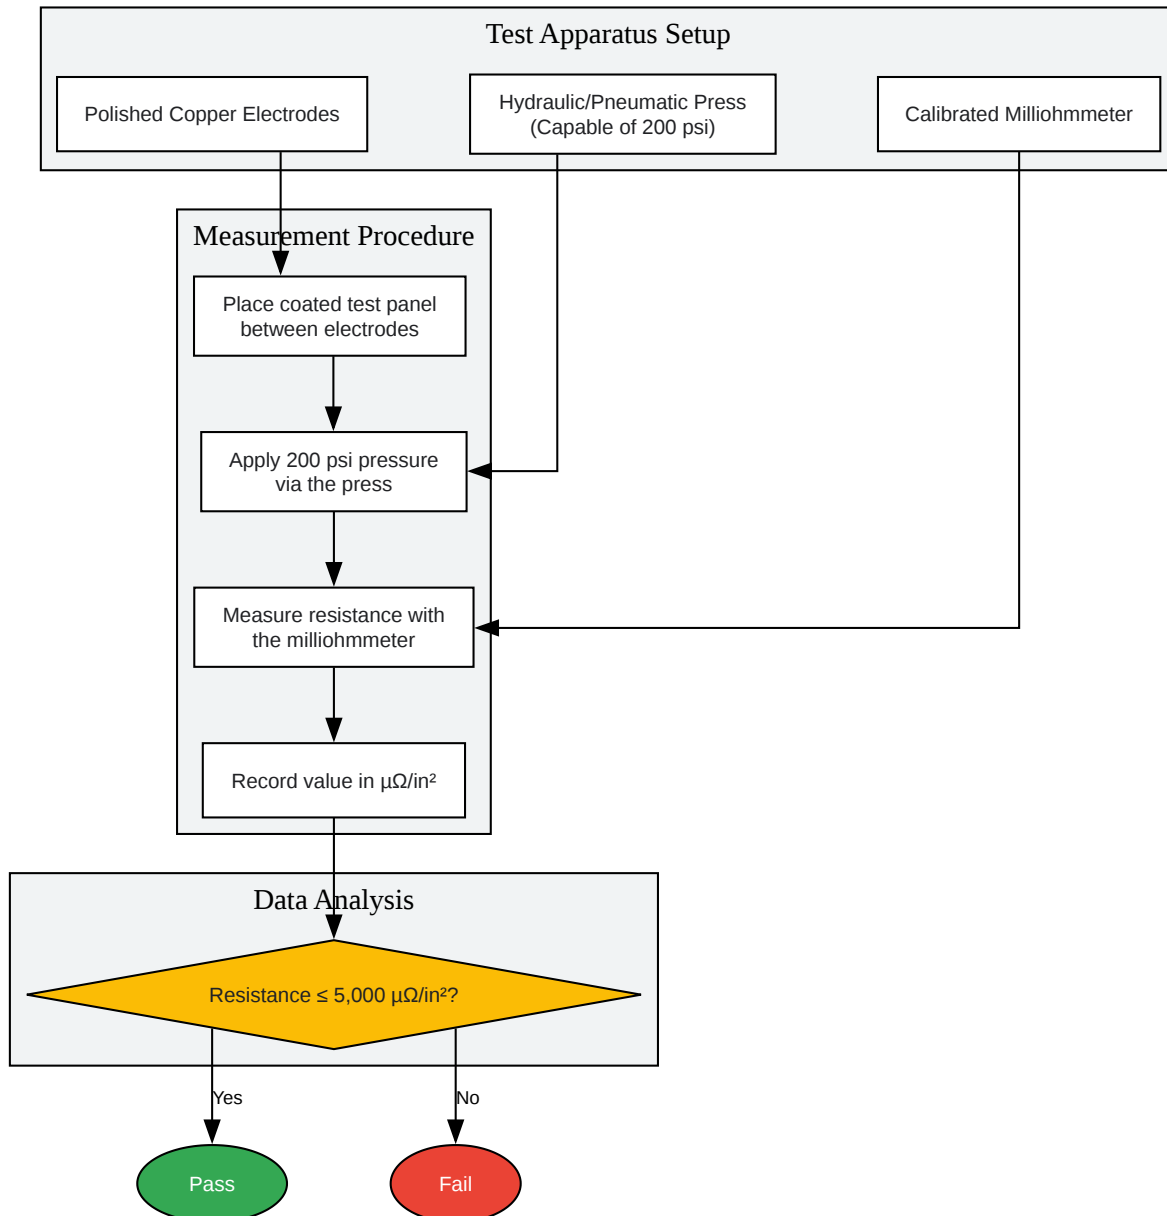 Test Apparatus Setup
Polished Copper Electrodes
Hydraulic/Pneumatic Press
(Capable of 200 psi)
Calibrated Milliohmmeter
Measurement Procedure
Place coated test panel
between electrodes
Apply 200 psi pressure
via the press
Measure resistance with
the milliohmmeter
Record value in µΩ/in²
Data Analysis
Resistance ≤ 5,000 µΩ/in²?
Yes
No
Pass
Fail